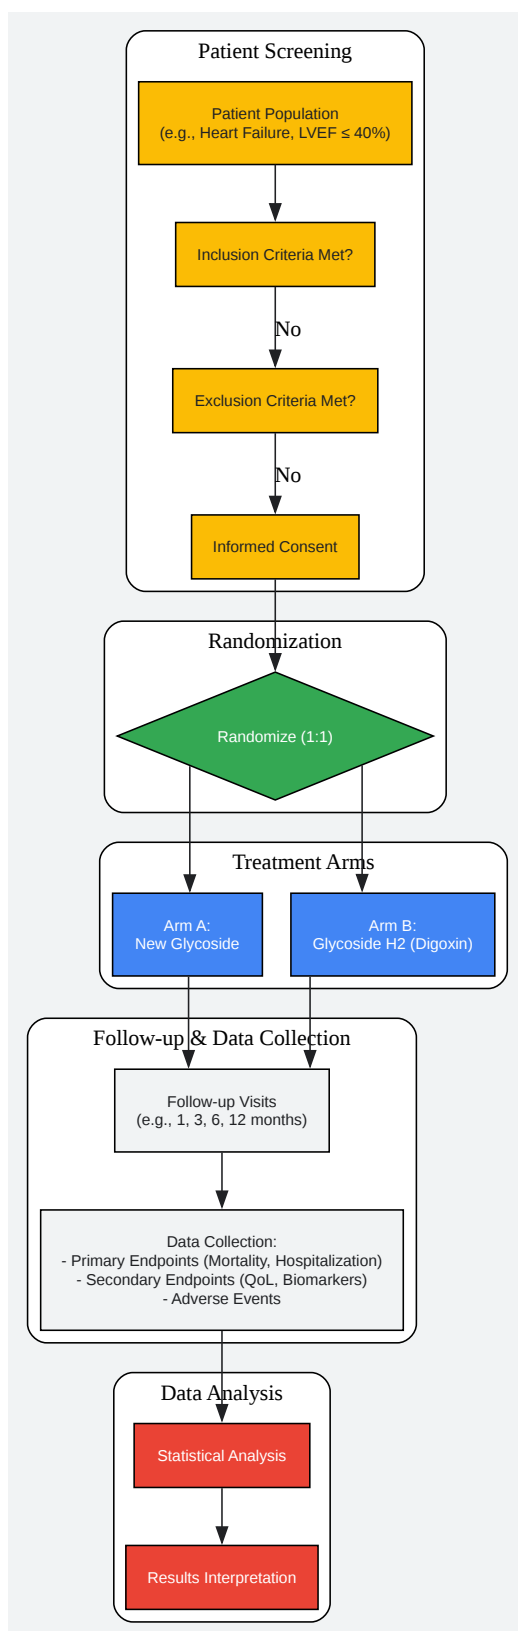 Patient Screening
Patient Population
(e.g., Heart Failure, LVEF ≤ 40%)
Inclusion Criteria Met?
No
Exclusion Criteria Met?
No
Informed Consent
Randomization
Randomize (1:1)
Treatment Arms
Arm A:
New Glycoside
Arm B:
Glycoside H2 (Digoxin)
Follow-up & Data Collection
Follow-up Visits
(e.g., 1, 3, 6, 12 months)
Data Collection:
- Primary Endpoints (Mortality, Hospitalization)
- Secondary Endpoints (QoL, Biomarkers)
- Adverse Events
Data Analysis
Statistical Analysis
Results Interpretation